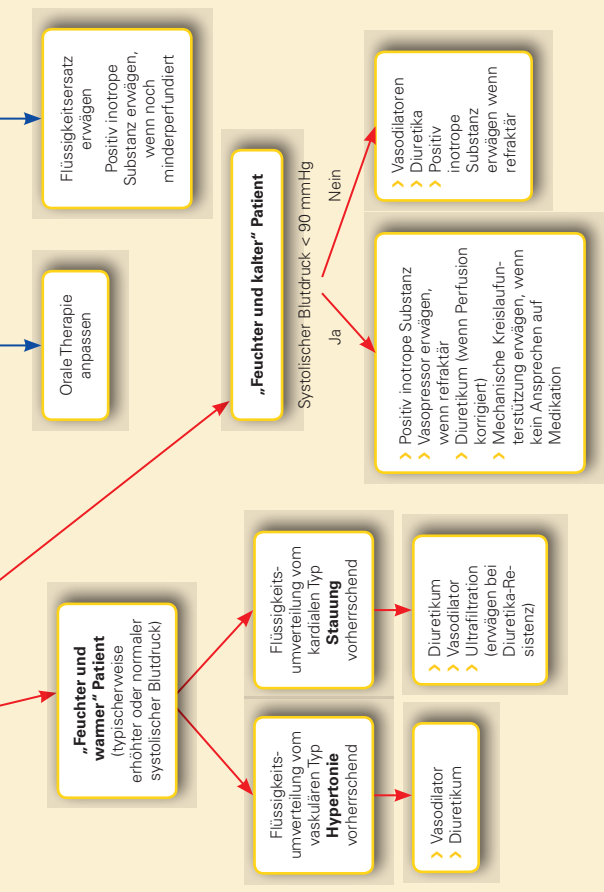 „Feuchter und
warmer“ Patient
(typischerweise
erhöhter oder normaler
systolischer Blutdruck)
Flüssigkeits-
umverteilung vom
vaskulären Typ
Hypertonie
vorherrschend
Vasodilator
Diuretikum
Flüssigkeits-
umverteilung vom
kardialen Typ
Stauung
vorherrschend
Diuretikum
Vasodilator
Ultrafiltration
(erwägen bei
Diuretika-Re-
sistenz)
Orale Therapie
anpassen
Flüssigkeitsersatz
erwägen
Positiv inotrope
Substanz erwägen,
wenn noch
minderperfundiert
„Feuchter und kalter“ Patient
Systolischer Blutdruck < 90 mmHg
Ja
Nein
Positiv inotrope Substanz
Vasopressor erwägen,
wenn refraktär
Diuretikum (wenn Perfusion
korrigiert)
Mechanische Kreislaufun-
terstützung erwägen, wenn
kein Ansprechen auf
Medikation
Vasodilatoren
Diuretika
Positiv
inotrope
Substanz
erwägen wenn
refraktär